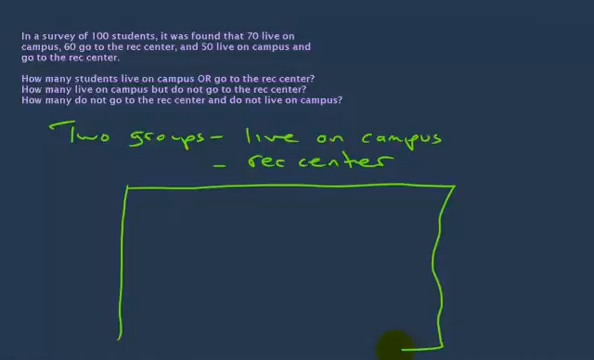 In a survey of 100 students, it was found that 70 live on
campus, 60 go to the rec center, and 50 live on campus and
go to the rec center.
How many students live on campus OR go to the rec center?
How many live on campus but do not go to the rec center?
How many do not go to the rec center and do not live on campus?
Two groups - live on campus
- rec center